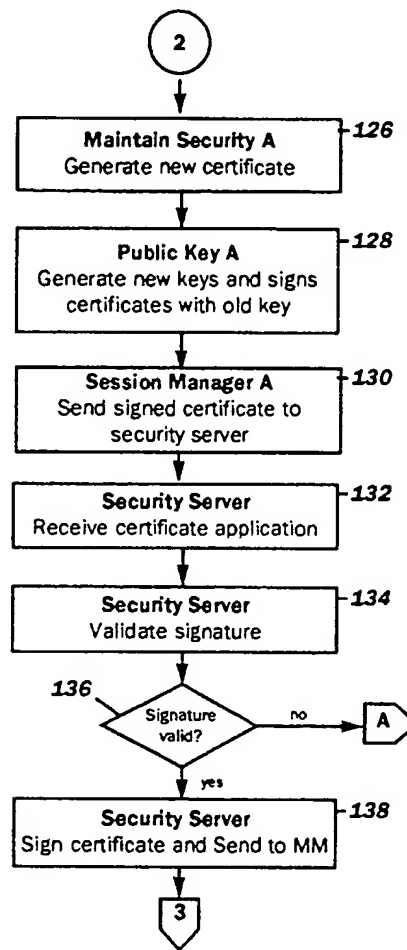 2
126
Maintain Security A
Generate new certificate
128
Public Key A
Generate new keys and signs
certificates with old key
130
Session Manager A
Send signed certificate to
security server
132
Security Server
Receive certificate application
134
Security Server
Validate signature
136
Signature
valid?
no
A
yes
138
Security Server
Sign certificate and Send to MM
3